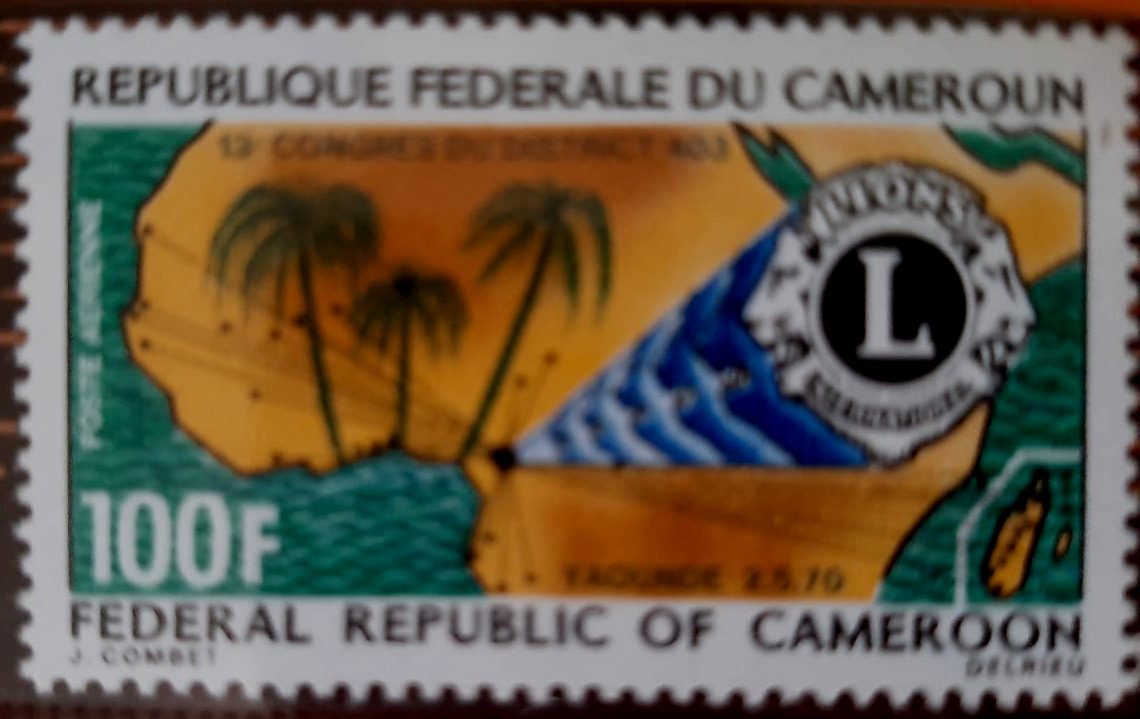 REPUBLIQUE FEDERALE DU CAMEROUN
13e CONGRES DU DISTRICT 403
POSTE AERIENNE
LIONS
L
INTERNATIONAL
100F
YAOUNDE 2.5.70
FEDERAL REPUBLIC OF CAMEROON
J. COMBET
DELRIEU